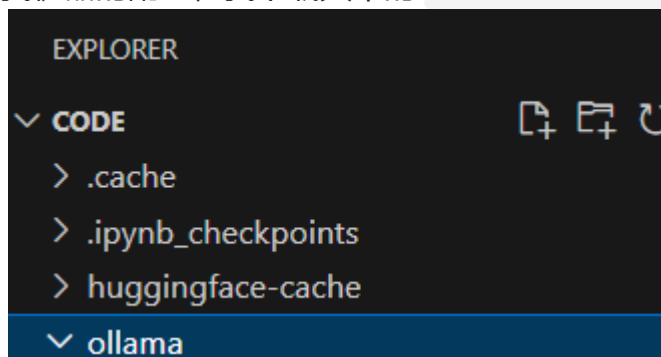 EXPLORER
CODE
.cache
.ipynb_checkpoints
huggingface-cache
ollama